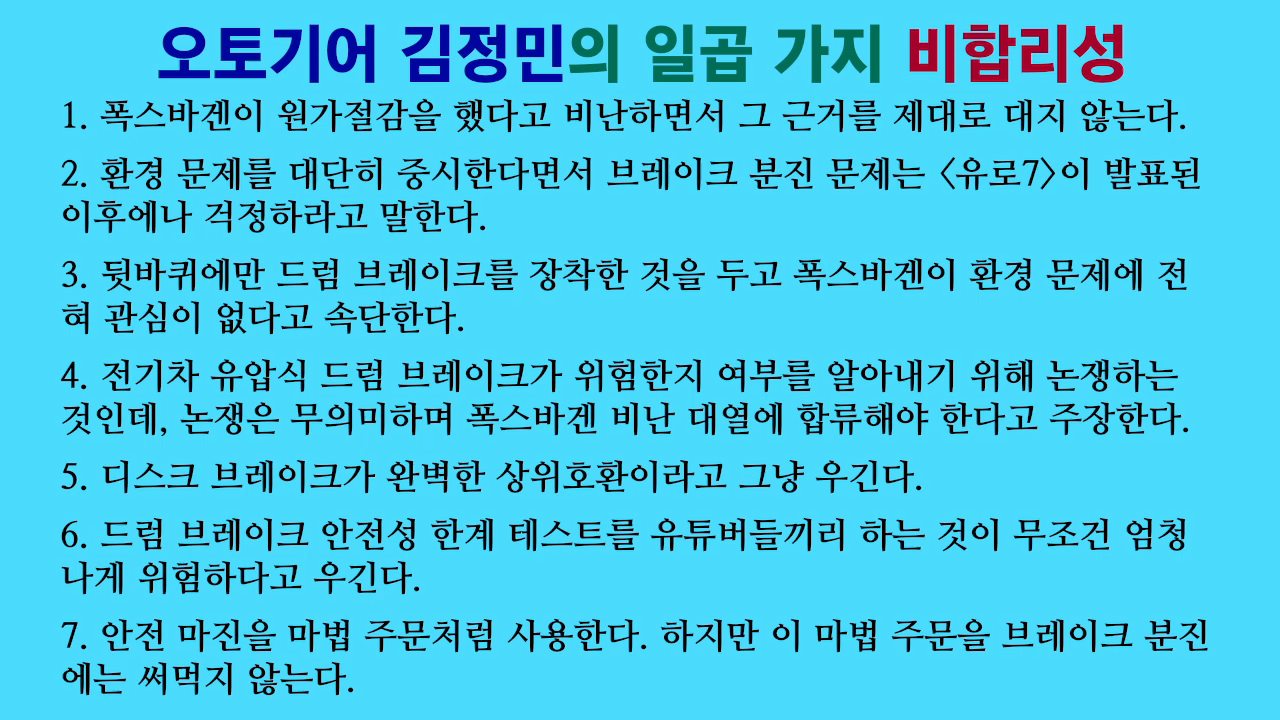 오토기어 김정민의 일곱 가지 비합리성
1. 폭스바겐이 원가절감을 했다고 비난하면서 그 근거를 제대로 대지 않는다.
2. 환경 문제를 대단히 중시한다면서 브레이크 분진 문제는 〈유로7〉이 발표된
이후에나 걱정하라고 말한다.
3. 뒷바퀴에만 드럼 브레이크를 장착한 것을 두고 폭스바겐이 환경 문제에 전
혀 관심이 없다고 속단한다.
4. 전기차 유압식 드럼 브레이크가 위험한지 여부를 알아내기 위해 논쟁하는
것인데, 논쟁은 무의미하며 폭스바겐 비난 대열에 합류해야 한다고 주장한다.
5. 디스크 브레이크가 완벽한 상위호환이라고 그냥 우긴다.
6. 드럼 브레이크 안전성 한계 테스트를 유튜버들끼리 하는 것이 무조건 엄청
나게 위험하다고 우긴다.
7. 안전 마진을 마법 주문처럼 사용한다. 하지만 이 마법 주문을 브레이크 분진
에는 써먹지 않는다.